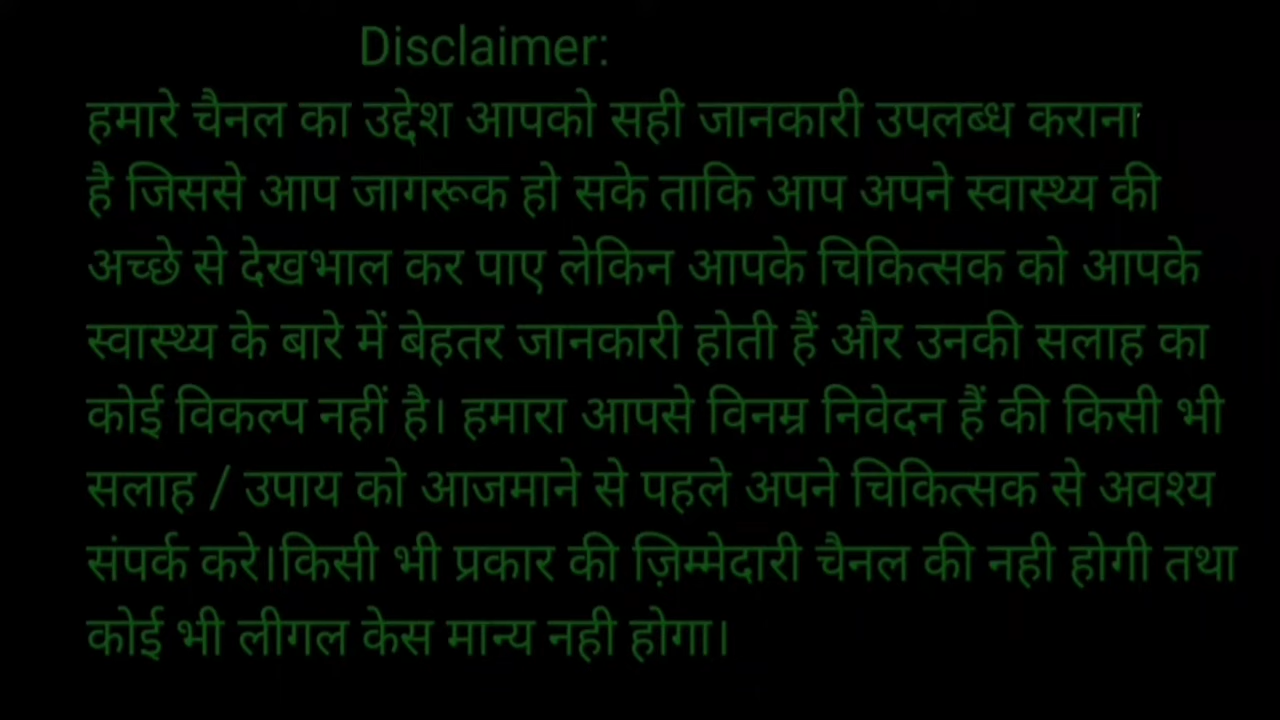 Disclaimer:
हमारे चैनल का उद्देश आपको सही जानकारी उपलब्ध कराना
है जिससे आप जागरूक हो सके ताकि आप अपने स्वास्थ्य की
अच्छे से देखभाल कर पाए लेकिन आपके चिकित्सक को आपके
स्वास्थ्य के बारे में बेहतर जानकारी होती हैं और उनकी सलाह का
कोई विकल्प नहीं है। हमारा आपसे विनम्र निवेदन हैं की किसी भी
सलाह / उपाय को आजमाने से पहले अपने चिकित्सक से अवश्य
संपर्क करे।किसी भी प्रकार की ज़िम्मेदारी चैनल की नही होगी तथा
कोई भी लीगल केस मान्य नही होगा।